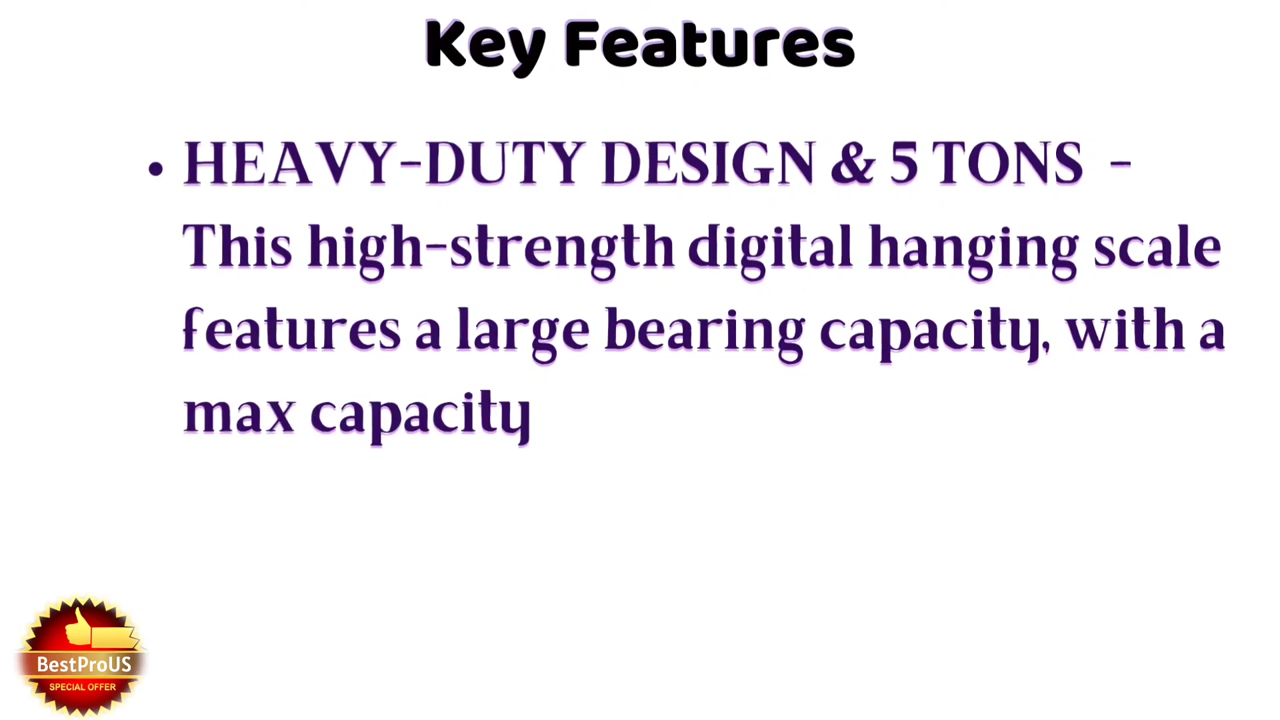 Key Features
• HEAVY-DUTY DESIGN & 5 TONS -
This high-strength digital hanging scale
features a large bearing capacity, with a
max capacity
BestProUS
SPECIAL OFFER